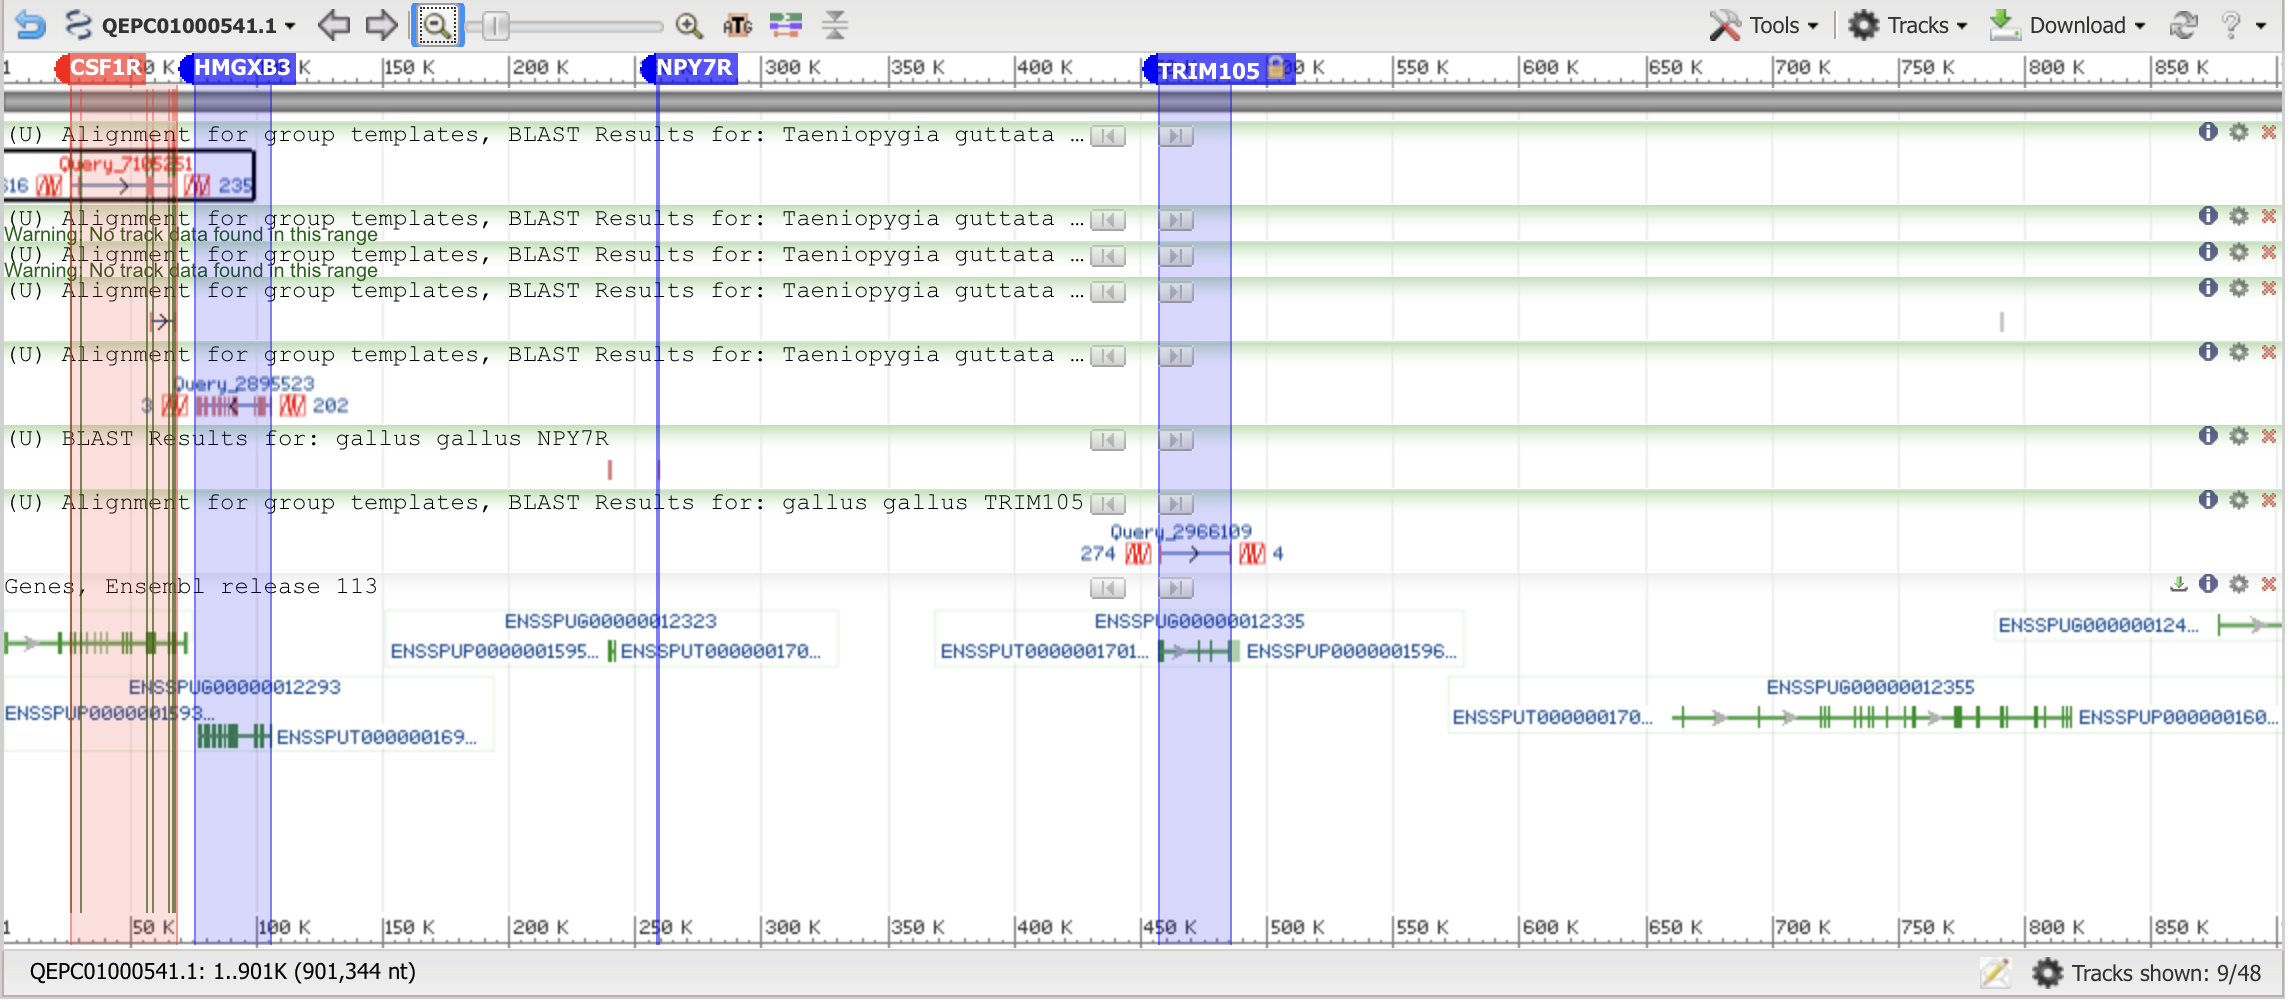 QEPC01000541.1 Tools Tracks Download ?
1 CSF1R 0 K HMGXB3 K 150 K 200 K NPY7R 300 K 350 K 400 K TRIM105 0 K 550 K 600 K 650 K 700 K 750 K 800 K 850 K
(U) Alignment for group templates, BLAST Results for: Taeniopygia guttata ...
Query_7105251
616 235
(U) Alignment for group templates, BLAST Results for: Taeniopygia guttata ...
Warning: No track data found in this range
(U) Alignment for group templates, BLAST Results for: Taeniopygia guttata ...
Warning: No track data found in this range
(U) Alignment for group templates, BLAST Results for: Taeniopygia guttata ...
(U) Alignment for group templates, BLAST Results for: Taeniopygia guttata ...
Query_2895523
3 202
(U) BLAST Results for: gallus gallus NPY7R
(U) Alignment for group templates, BLAST Results for: gallus gallus TRIM105
Query_2966109
274 4
Genes, Ensembl release 113
ENSSPUG00000012323 ENSSPUG00000012335 ENSSPUG000000124...
ENSSPUP0000001595... ENSSPUT000000170... ENSSPUT0000001701... ENSSPUP0000001596...
ENSSPUG00000012293 ENSSPUG00000012355
ENSSPUP0000001593... ENSSPUT000000170... ENSSPUP000000160...
ENSSPUT000000169...
1 50 K 100 K 150 K 200 K 250 K 300 K 350 K 400 K 450 K 500 K 550 K 600 K 650 K 700 K 750 K 800 K 850 K
QEPC01000541.1: 1..901K (901,344 nt) Tracks shown: 9/48